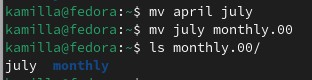 kamilla@fedora:~$ mv april july
kamilla@fedora:~$ mv july monthly.00
kamilla@fedora:~$ ls monthly.00/
july  monthly